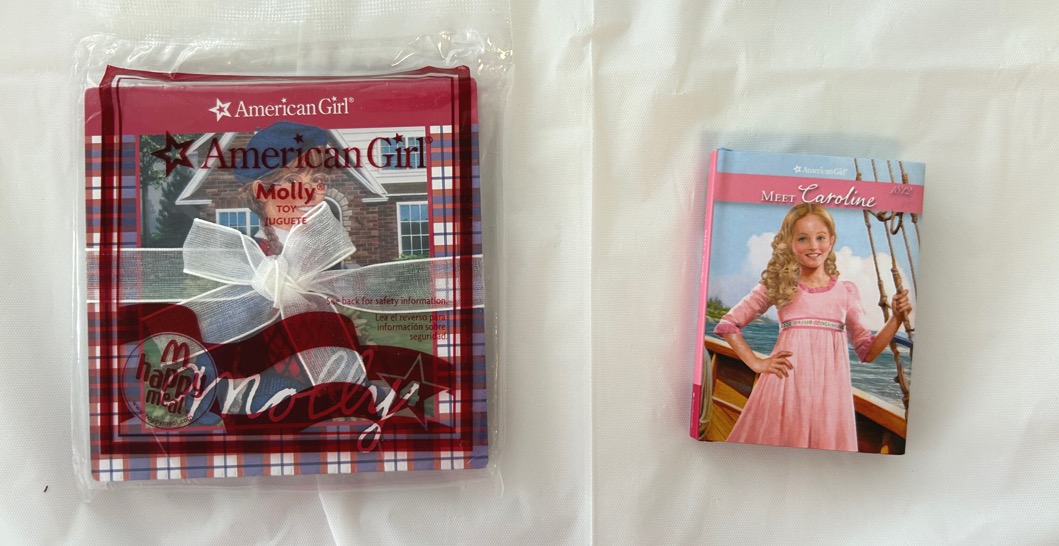 American Girl®
American Girl®
Molly®
TOY
JUGUETE
See back for safety information.
Lea el reverso para
información sobre
seguridad.
happy
meal
Molly
American Girl®
1812
MEET Caroline